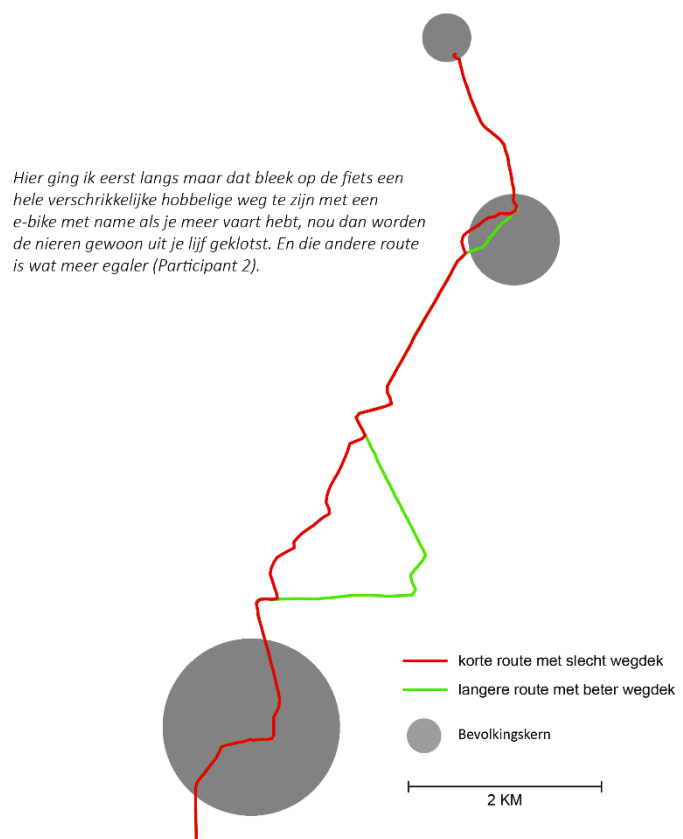 Hier ging ik eerst langs maar dat bleek op de fiets een
hele verschrikkelijke hobbelige weg te zijn met een
e-bike met name als je meer vaart hebt, nou dan worden
de nieren gewoon uit je lijf geklotst. En die andere route
is wat meer egaler (Participant 2).
korte route met slecht wegdek
langere route met beter wegdek
Bevolkingskern
2 KM